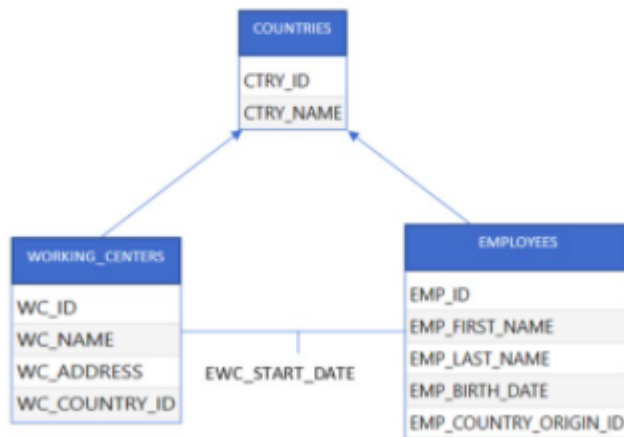 COUNTRIES
CTRY_ID
CTRY_NAME
WORKING_CENTERS
WC_ID
WC_NAME
WC_ADDRESS
WC_COUNTRY_ID
EWC_START_DATE
EMPLOYEES
EMP_ID
EMP_FIRST_NAME
EMP_LAST_NAME
EMP_BIRTH_DATE
EMP_COUNTRY_ORIGIN_ID